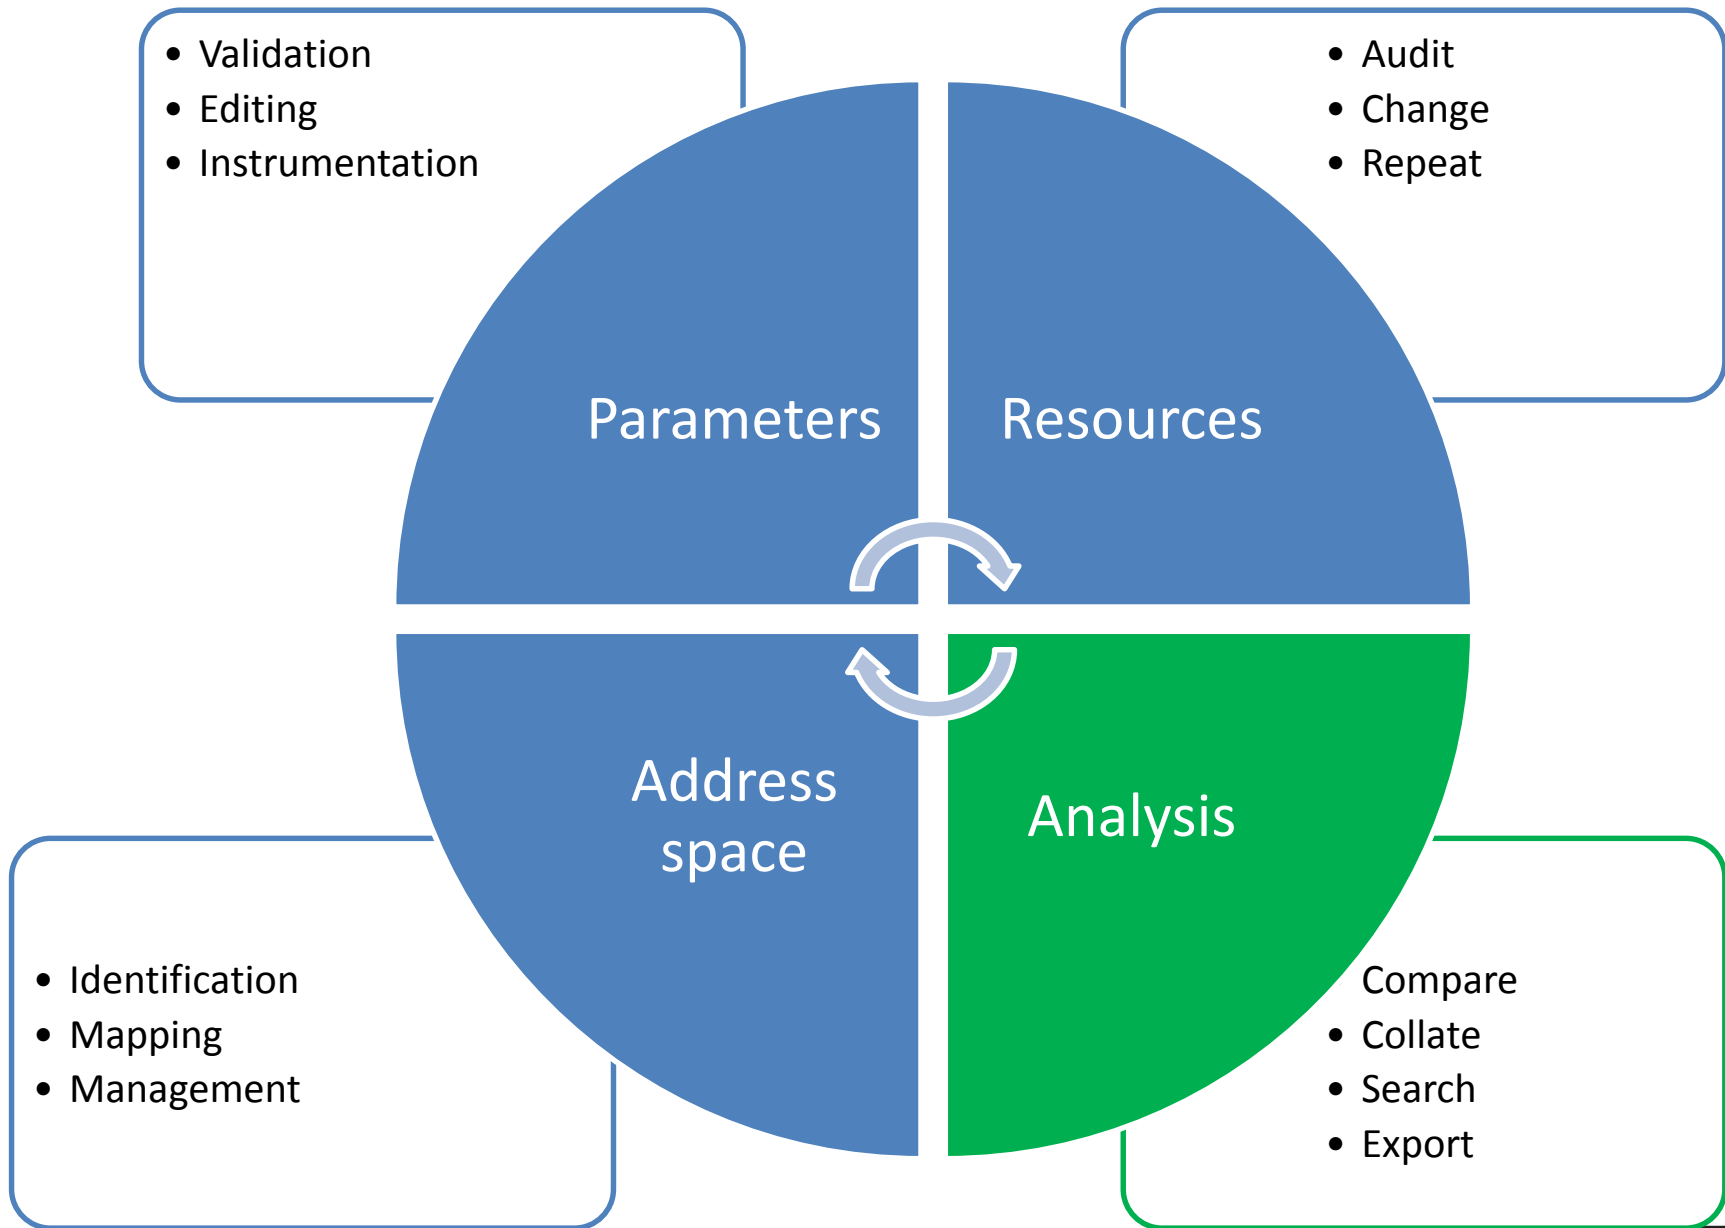 • Validation
• Editing
• Instrumentation
• Audit
• Change
• Repeat
Parameters
Resources
Address
space
Analysis
• Identification
• Mapping
• Management
Compare
• Collate
• Search
• Export